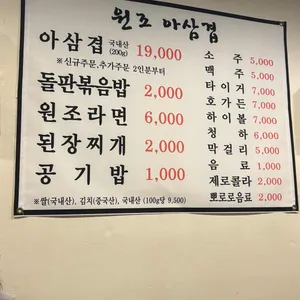 원조 아삼겹
아삼겹 국내산 (200g) 19,000
※신규주문,추가주문 2인분부터
돌판볶음밥 2,000
원조라면 6,000
된장찌개 2,000
공기밥 1,000
소주 5,000
맥주 5,000
타이거 7,000
호가든 7,000
하이볼 7,000
청하 6,000
막걸리 5,000
음료 1,000
제로콜라 2,000
뽀로로음료 2,000
※쌀(국내산), 김치(중국산), 국내산 (100g당 9,500)